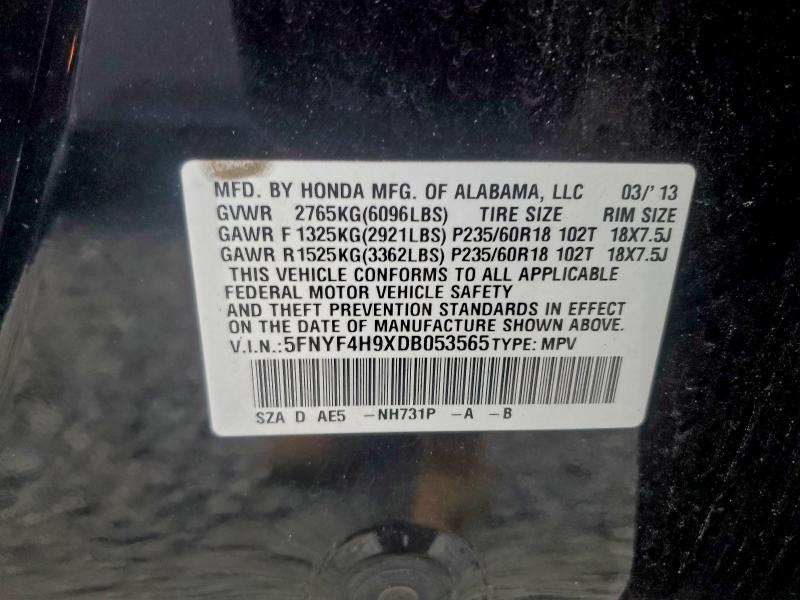 MFD. BY HONDA MFG. OF ALABAMA, LLC 03/'13
GVWR 2765KG(6096LBS) TIRE SIZE RIM SIZE
GAWR F 1325KG(2921LBS) P235/60R18 102T 18X7.5J
GAWR R 1525KG(3362LBS) P235/60R18 102T 18X7.5J
THIS VEHICLE CONFORMS TO ALL APPLICABLE
FEDERAL MOTOR VEHICLE SAFETY
AND THEFT PREVENTION STANDARDS IN EFFECT
ON THE DATE OF MANUFACTURE SHOWN ABOVE.
V.I.N.: 5FNYF4H9XDB053565 TYPE: MPV
SZA D AE5 -NH731P -A -B